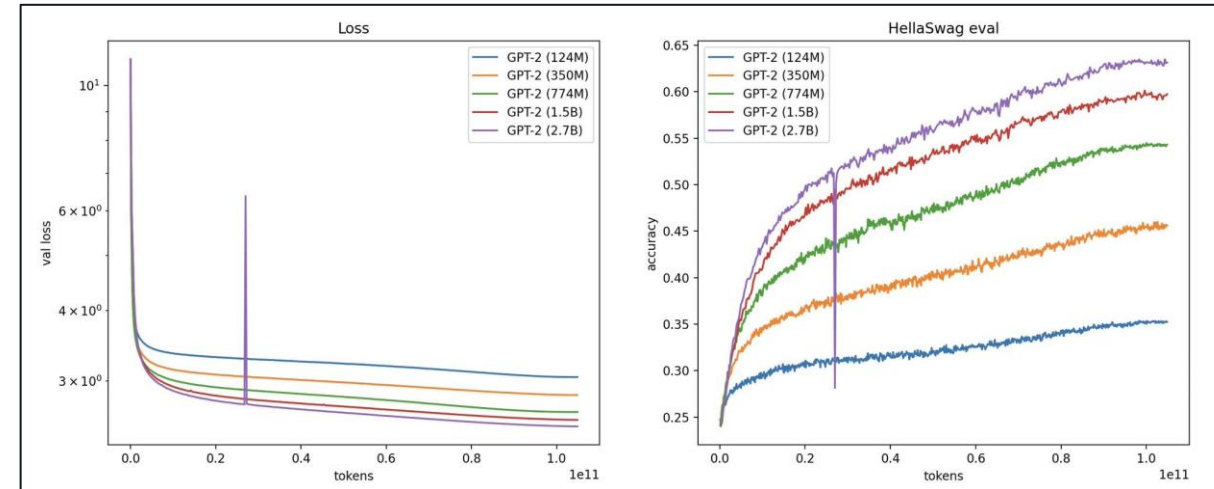 Loss
GPT-2 (124M)
GPT-2 (350M)
GPT-2 (774M)
GPT-2 (1.5B)
GPT-2 (2.7B)
10¹
6 × 10⁰
4 × 10⁰
3 × 10⁰
val loss
0.0 0.2 0.4 0.6 0.8 1.0
1e11
tokens
HellaSwag eval
GPT-2 (124M)
GPT-2 (350M)
GPT-2 (774M)
GPT-2 (1.5B)
GPT-2 (2.7B)
0.65
0.60
0.55
0.50
0.45
0.40
0.35
0.30
0.25
accuracy
0.0 0.2 0.4 0.6 0.8 1.0
1e11
tokens